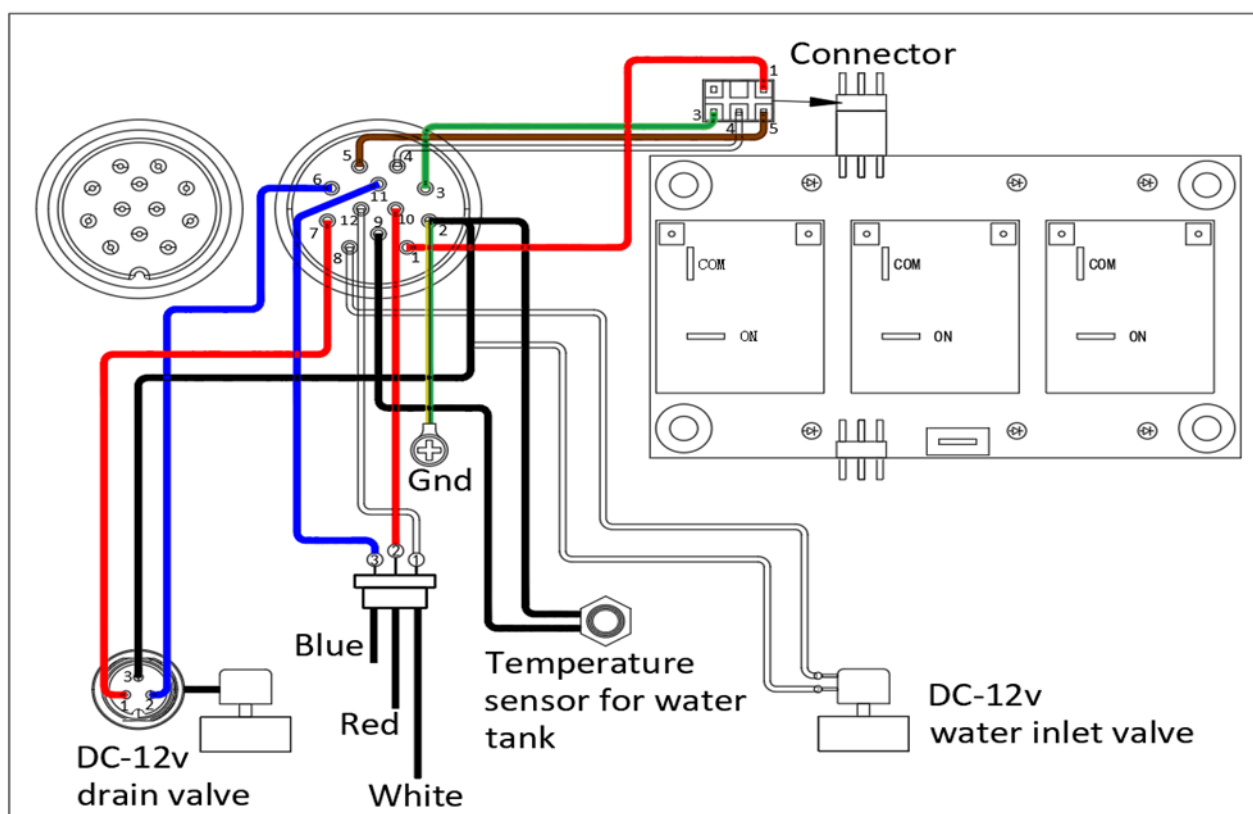 Connector
1
3
4
5
5
4
6
11
3
12
9
10
2
7
8
1
COM
COM
COM
ON
ON
ON
Gnd
3
2
1
Blue
Red
White
3
1
2
DC-12v
drain valve
Temperature
sensor for water
tank
DC-12v
water inlet valve